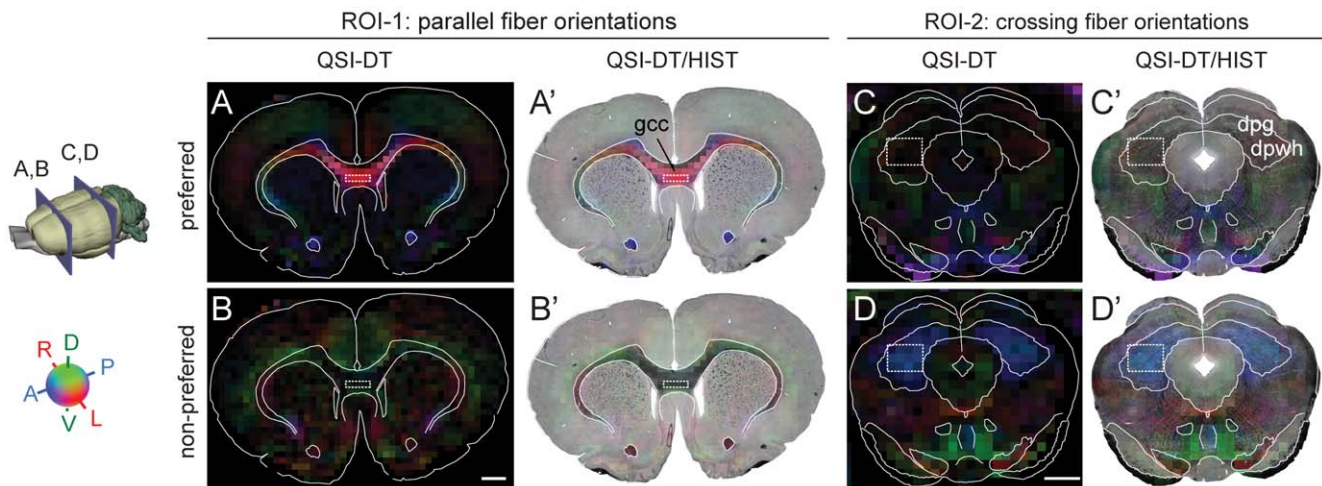 ROI-1: parallel fiber orientations
ROI-2: crossing fiber orientations
QSI-DT
QSI-DT/HIST
QSI-DT
QSI-DT/HIST
preferred
A
A’
gcc
C
C’
dpg
dpwh
A,B
C,D
non-preferred
B
B’
D
D’
R
D
P
A
V
L